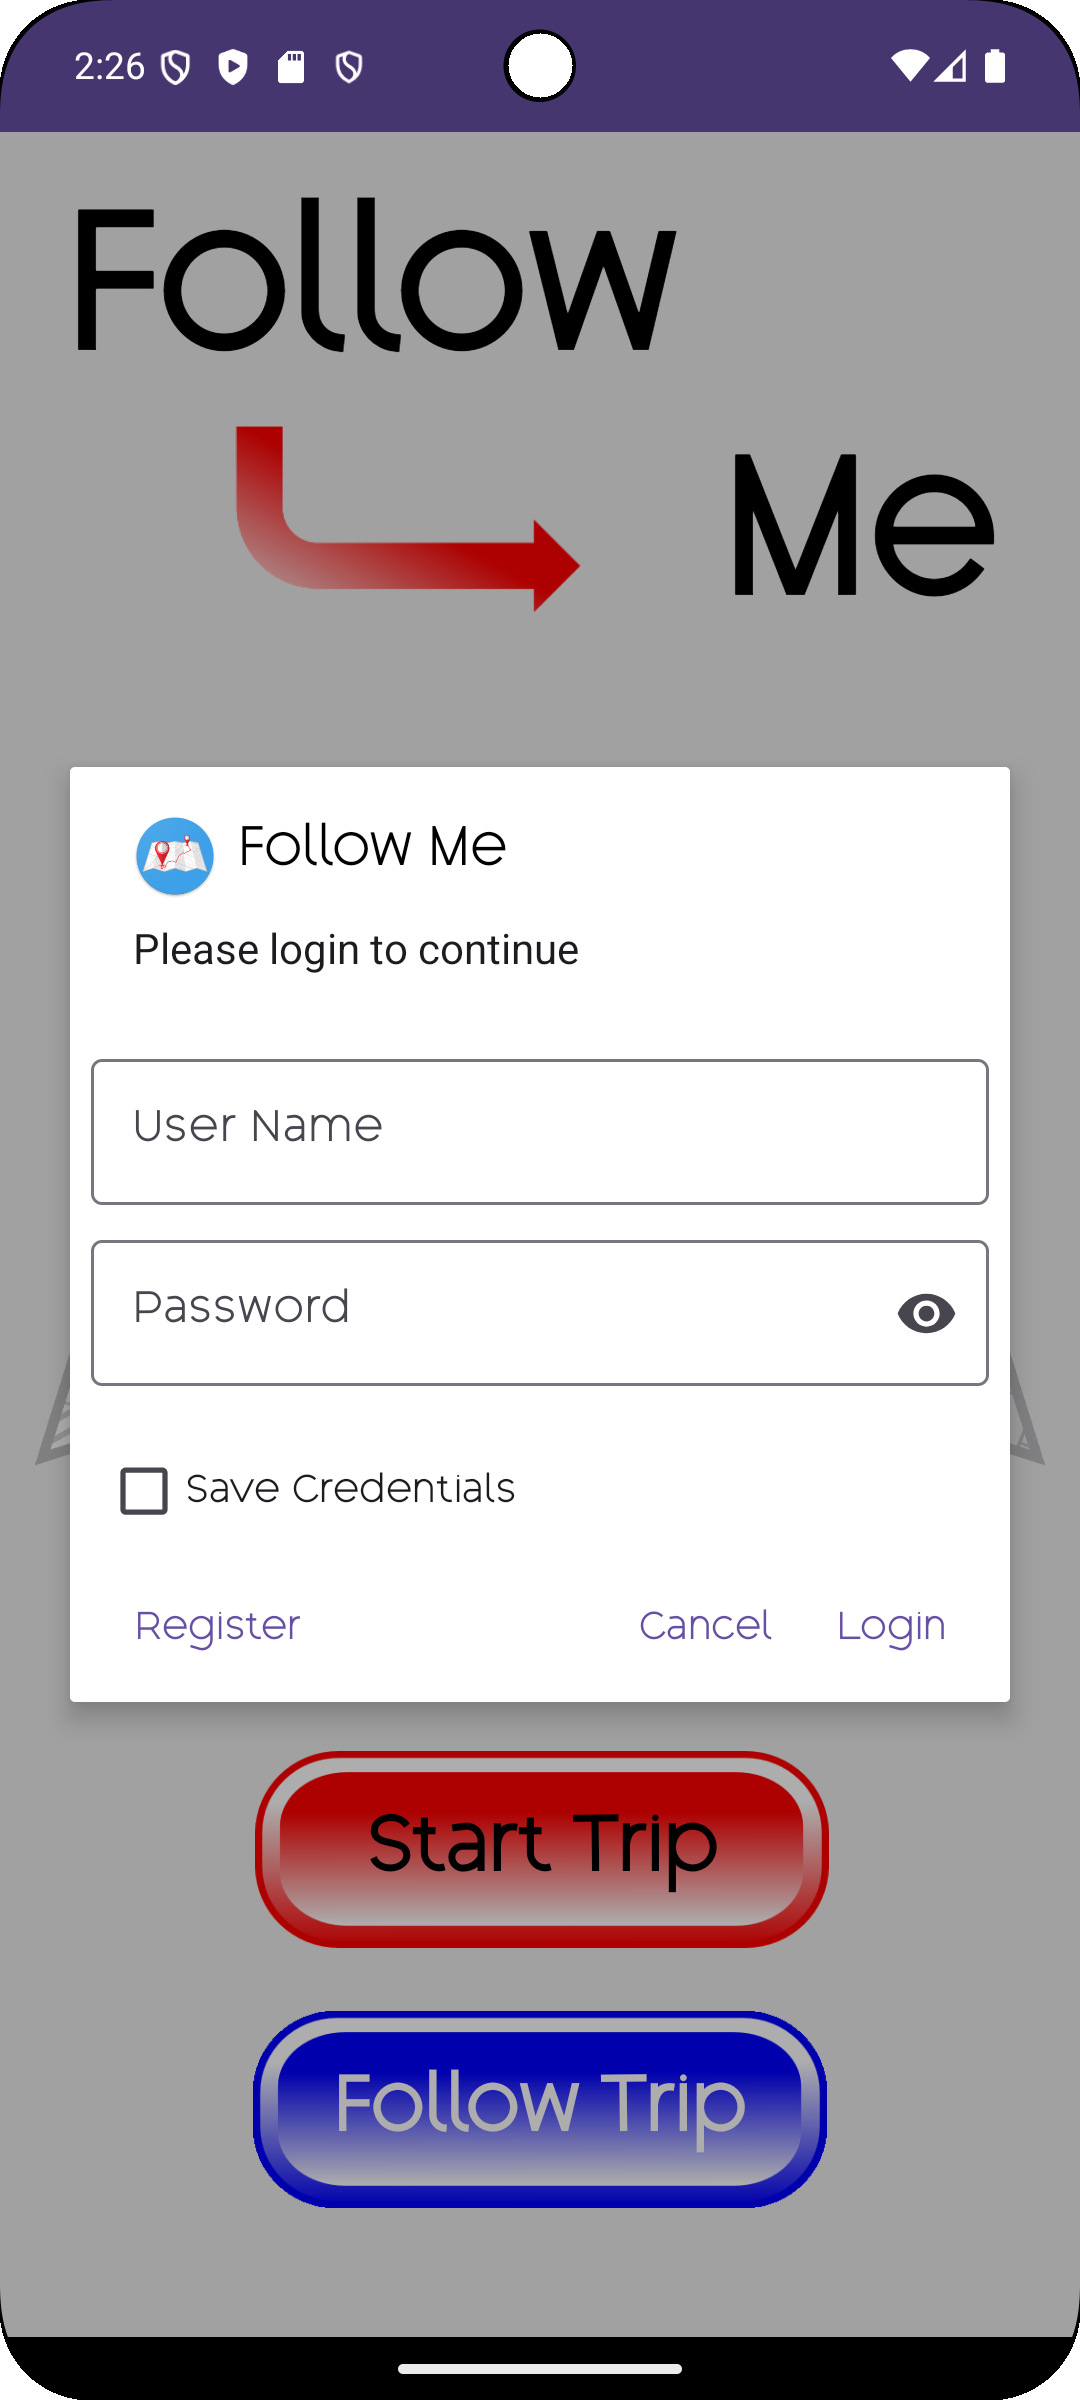 2:26
Follow
Me
Follow Me
Please login to continue
User Name
Password
Save Credentials
Register Cancel Login
Start Trip
Follow Trip